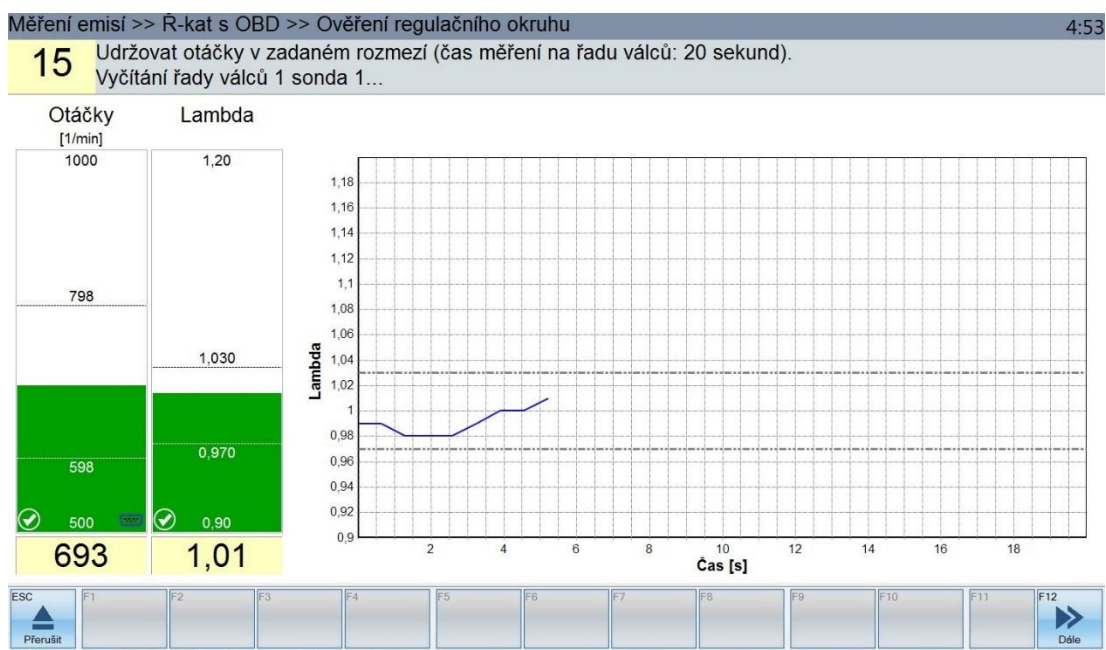 Měření emisí >> Ř-kat s OBD >> Ověření regulačního okruhu 4:53
15 Udržovat otáčky v zadaném rozmezí (čas měření na řadu válců: 20 sekund).
Vyčítání řady válců 1 sonda 1...
Otáčky
[1/min]
1000
798
598
500
693
Lambda
1,20
1,030
0,970
0,90
1,01
Lambda
1,18
1,16
1,14
1,12
1,1
1,08
1,06
1,04
1,02
1
0,98
0,96
0,94
0,92
0,9
2 4 6 8 10 12 14 16 18
Čas [s]
ESC F1 F2 F3 F4 F5 F6 F7 F8 F9 F10 F11 F12
Přerušit Dále